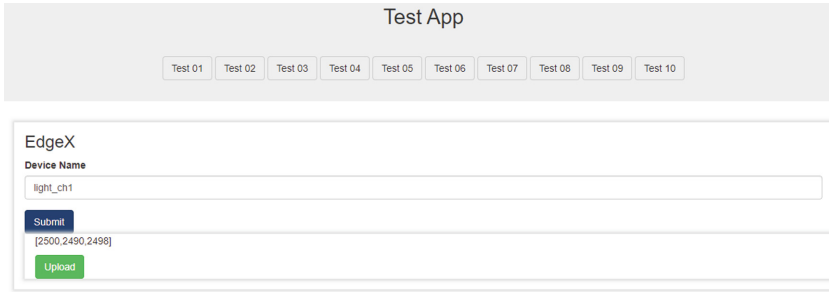 Test App
Test 01 Test 02 Test 03 Test 04 Test 05 Test 06 Test 07 Test 08 Test 09 Test 10
EdgeX
Device Name
light_ch1
Submit
[2500,2490,2498]
Upload